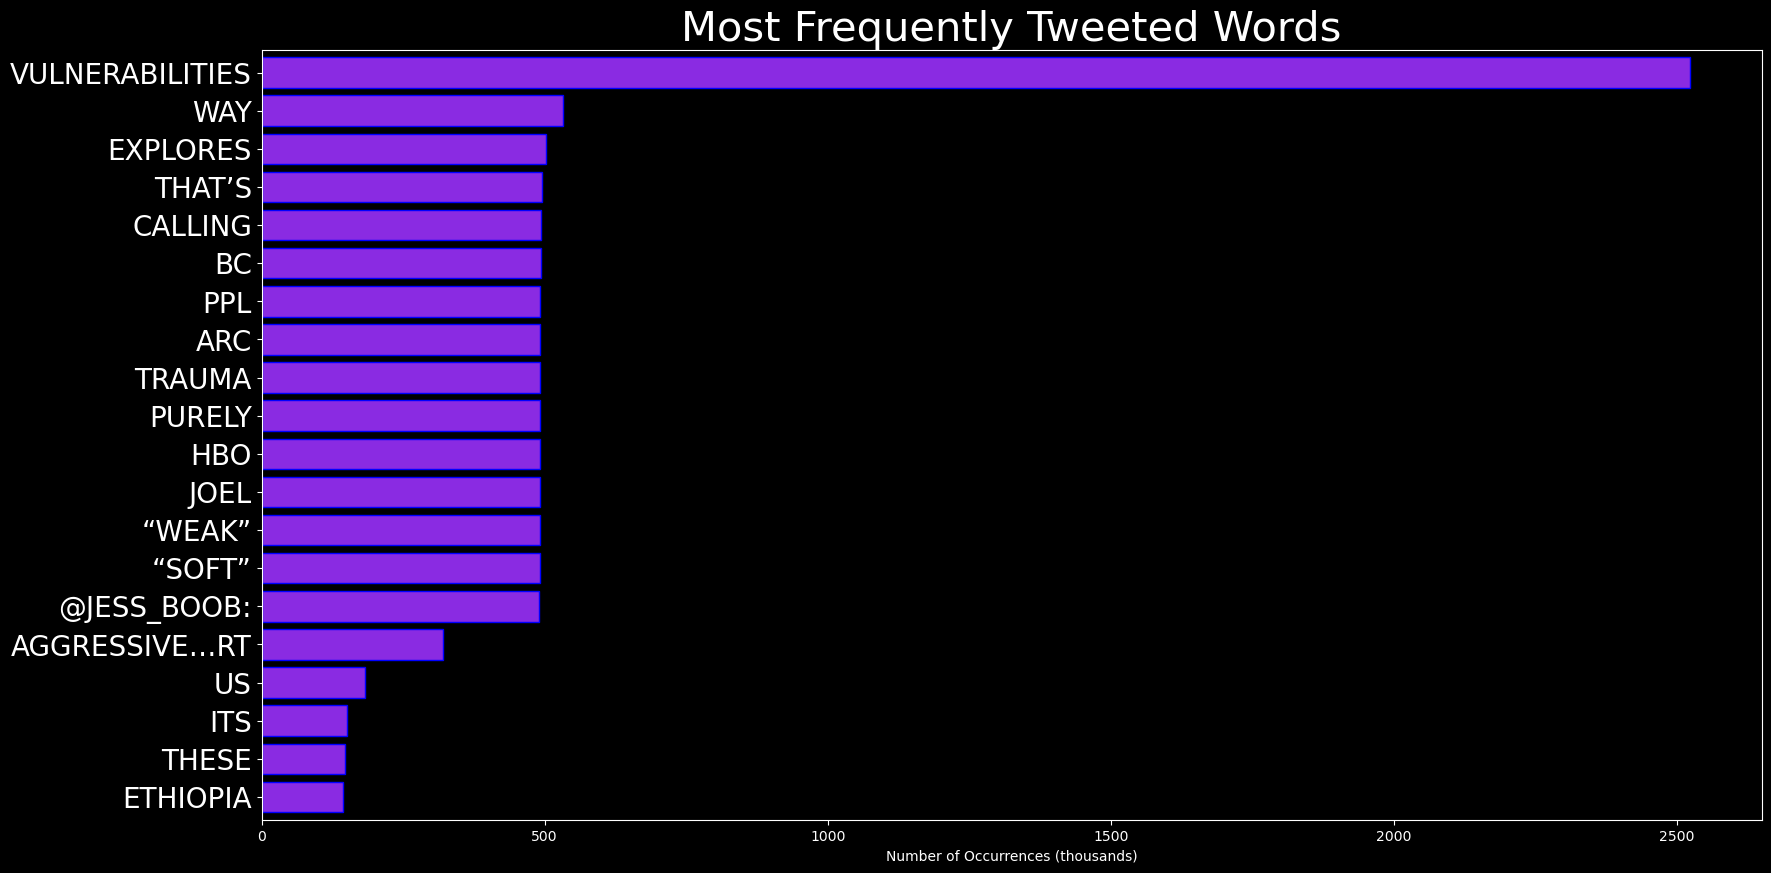 Most Frequently Tweeted Words
VULNERABILITIES
WAY
EXPLORES
THAT’S
CALLING
BC
PPL
ARC
TRAUMA
PURELY
HBO
JOEL
“WEAK”
“SOFT”
@JESS_BOOB:
AGGRESSIVE…RT
US
ITS
THESE
ETHIOPIA
0 500 1000 1500 2000 2500
Number of Occurrences (thousands)